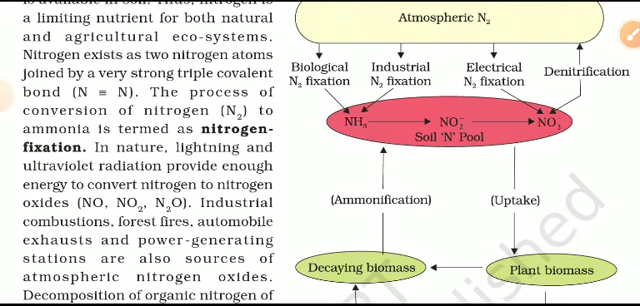 a limiting nutrient for both natural
and agricultural eco-systems.
Nitrogen exists as two nitrogen atoms
joined by a very strong triple covalent
bond (N ≡ N). The process of
conversion of nitrogen (N₂) to
ammonia is termed as nitrogen-
fixation. In nature, lightning and
ultraviolet radiation provide enough
energy to convert nitrogen to nitrogen
oxides (NO, NO₂, N₂O). Industrial
combustions, forest fires, automobile
exhausts and power-generating
stations are also sources of
atmospheric nitrogen oxides.
Decomposition of organic nitrogen of
Atmospheric N₂
Biological
N₂ fixation
Industrial
N₂ fixation
Electrical
N₂ fixation
Denitrification
NH₃
NO₂⁻
NO₃⁻
Soil 'N' Pool
(Ammonification)
(Uptake)
Decaying biomass
Plant biomass